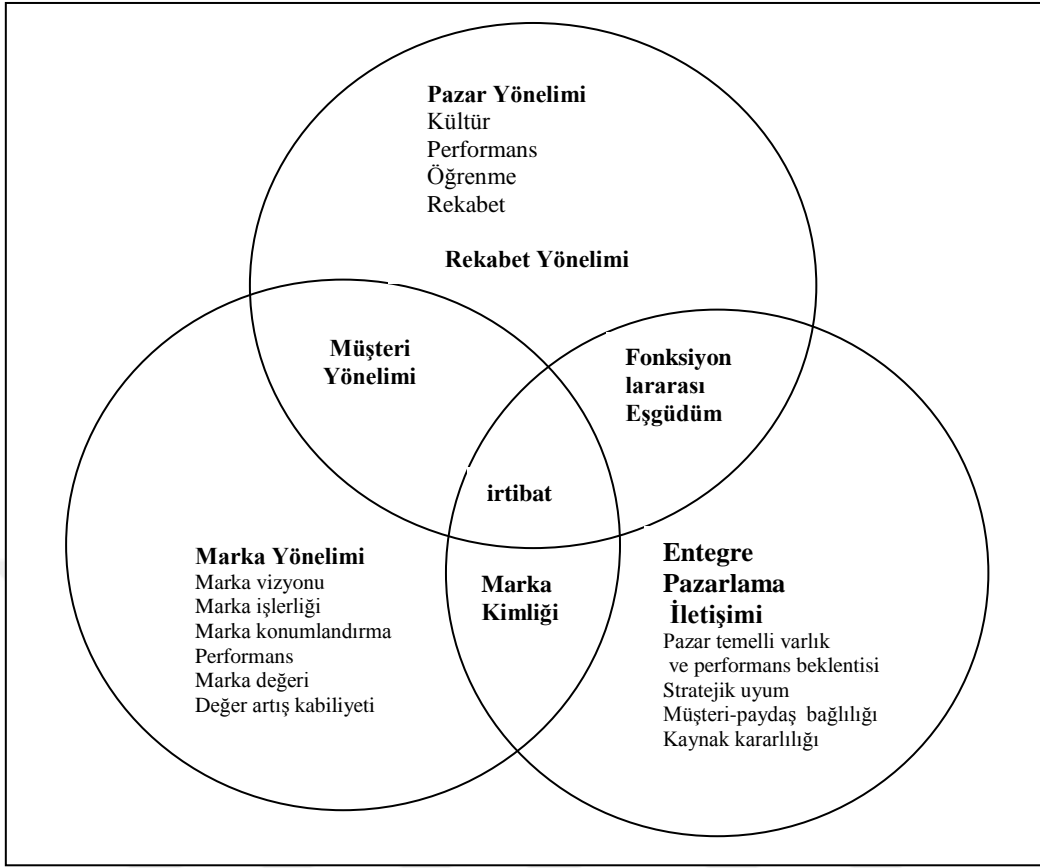 Pazar Yönelimi
Kültür
Performans
Öğrenme
Rekabet
Rekabet Yönelimi
Müşteri
Yönelimi
Fonksiyon
lararası
Eşgüdüm
irtibat
Marka Yönelimi
Marka vizyonu
Marka işlerliği
Marka konumlandırma
Performans
Marka değeri
Değer artış kabiliyeti
Marka
Kimliği
Entegre
Pazarlama
İletişimi
Pazar temelli varlık
ve performans beklentisi
Stratejik uyum
Müşteri-paydaş bağlılığı
Kaynak kararlılığı